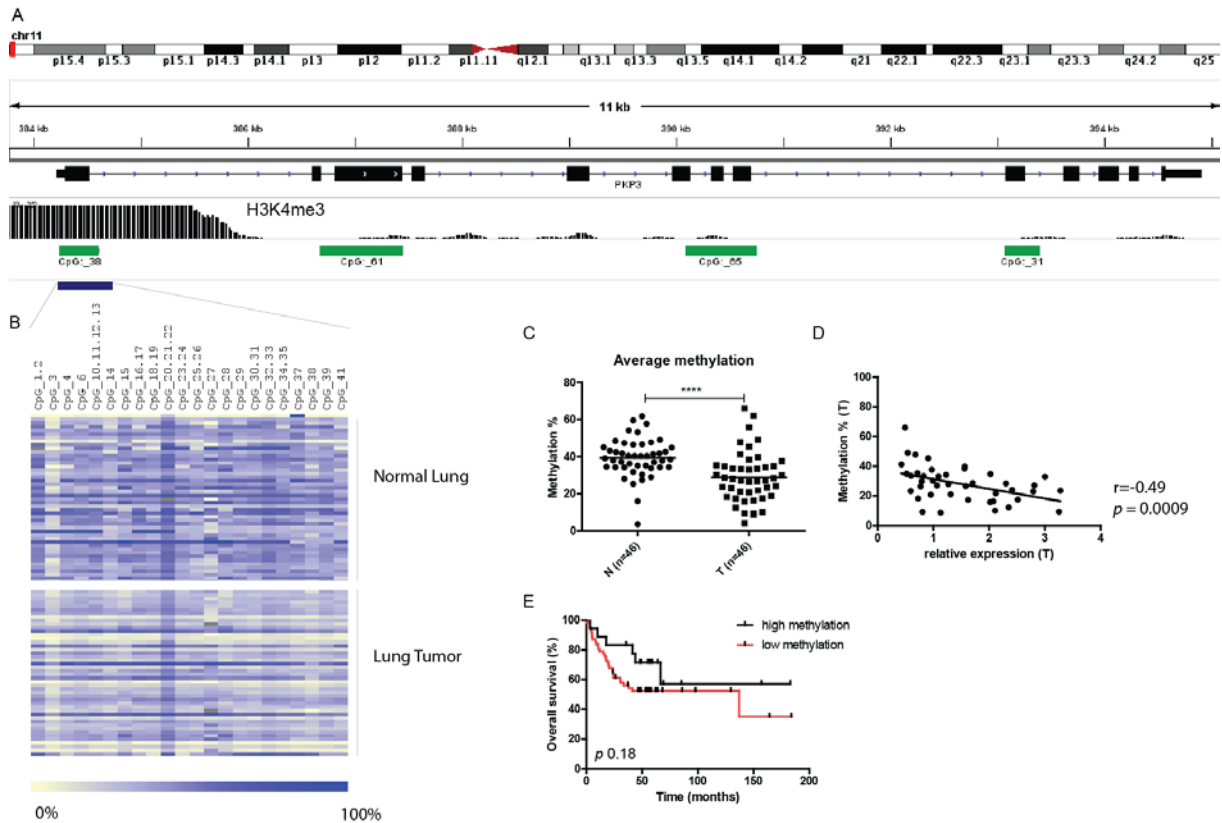 A
chr11
p15.4 p15.3 p15.1 p14.3 p14.1 p13 p12 p11.2 p11.11 q12.1 q13.1 q13.3 q13.5 q14.1 q14.2 q21 q22.1 q22.3 q23.1 q23.3 q24.2 q25
11 kb
384 kb 386 kb 388 kb 390 kb 392 kb 394 kb
PKP3
H3K4me3
CpG:_38 CpG:_61 CpG:_65 CpG:_31
B
CpG_1.2
CpG_3
CpG_4
CpG_6
CpG_10.11.12.13
CpG_14
CpG_15
CpG_16.17
CpG_18.19
CpG_20.21.22
CpG_23.24
CpG_25.26
CpG_27
CpG_28
CpG_29
CpG_30.31
CpG_32.33
CpG_34.35
CpG_37
CpG_38
CpG_39
CpG_41
Normal Lung
Lung Tumor
0% 100%
C
Average methylation
****
Methylation %
80
60
40
20
0
N (n=46) T (n=46)
D
Methylation % (T)
100
80
60
40
20
0
0 1 2 3 4
relative expression (T)
r=-0.49
p = 0.0009
E
high methylation
low methylation
Overall survival (%)
100
80
60
40
20
0
p 0.18
0 50 100 150 200
Time (months)